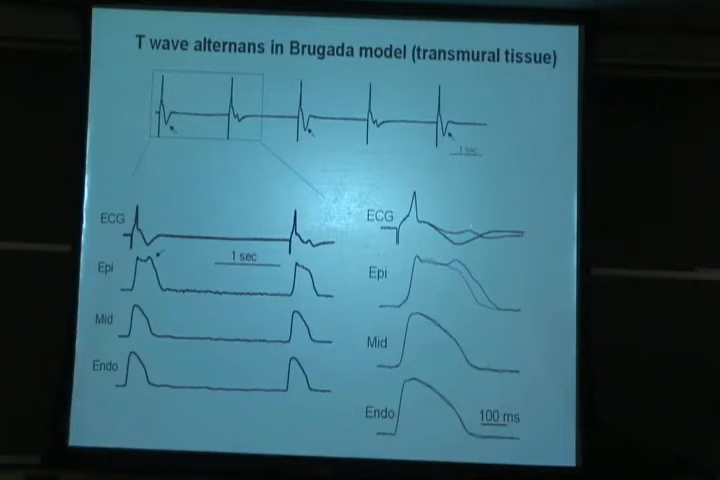 T wave alternans in Brugada model (transmural tissue)
1 sec
ECG
1 sec
Epi
Mid
Endo
ECG
Epi
Mid
Endo
100 ms